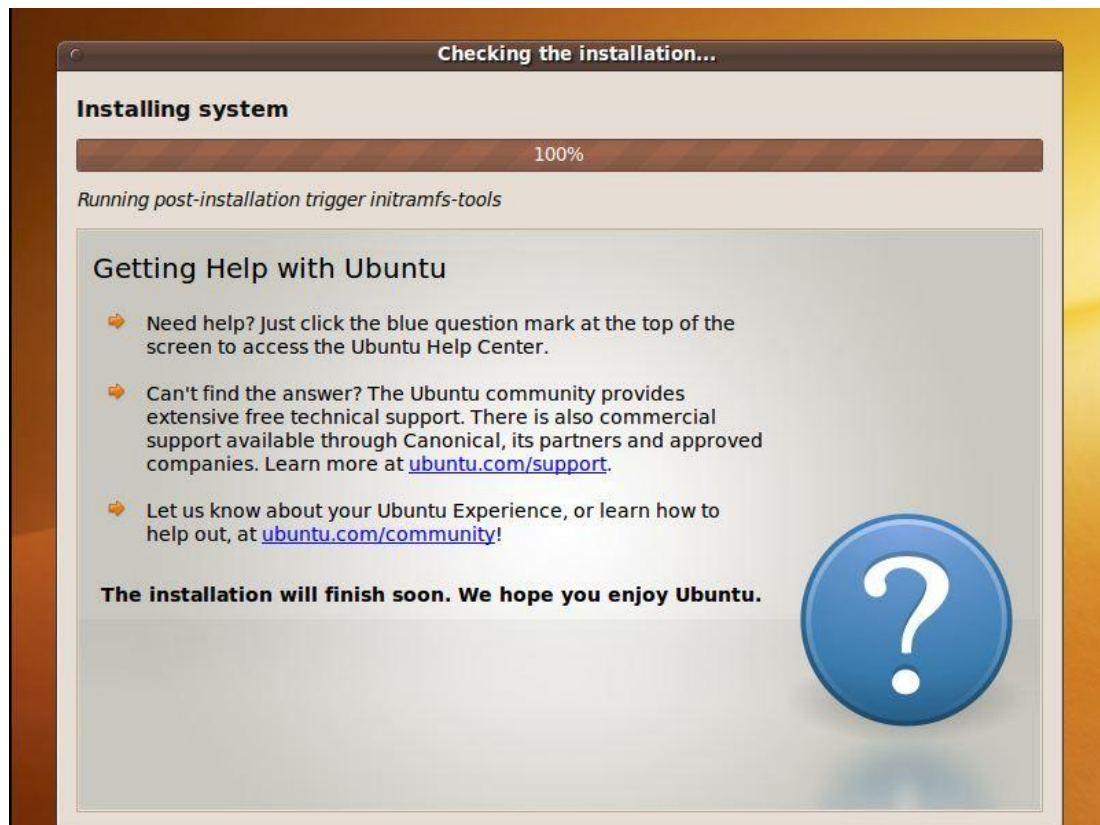 Checking the installation...
Installing system
100%
Running post-installation trigger initramfs-tools
Getting Help with Ubuntu
Need help? Just click the blue question mark at the top of the
screen to access the Ubuntu Help Center.
Can't find the answer? The Ubuntu community provides
extensive free technical support. There is also commercial
support available through Canonical, its partners and approved
companies. Learn more at ubuntu.com/support.
Let us know about your Ubuntu Experience, or learn how to
help out, at ubuntu.com/community!
The installation will finish soon. We hope you enjoy Ubuntu.
?